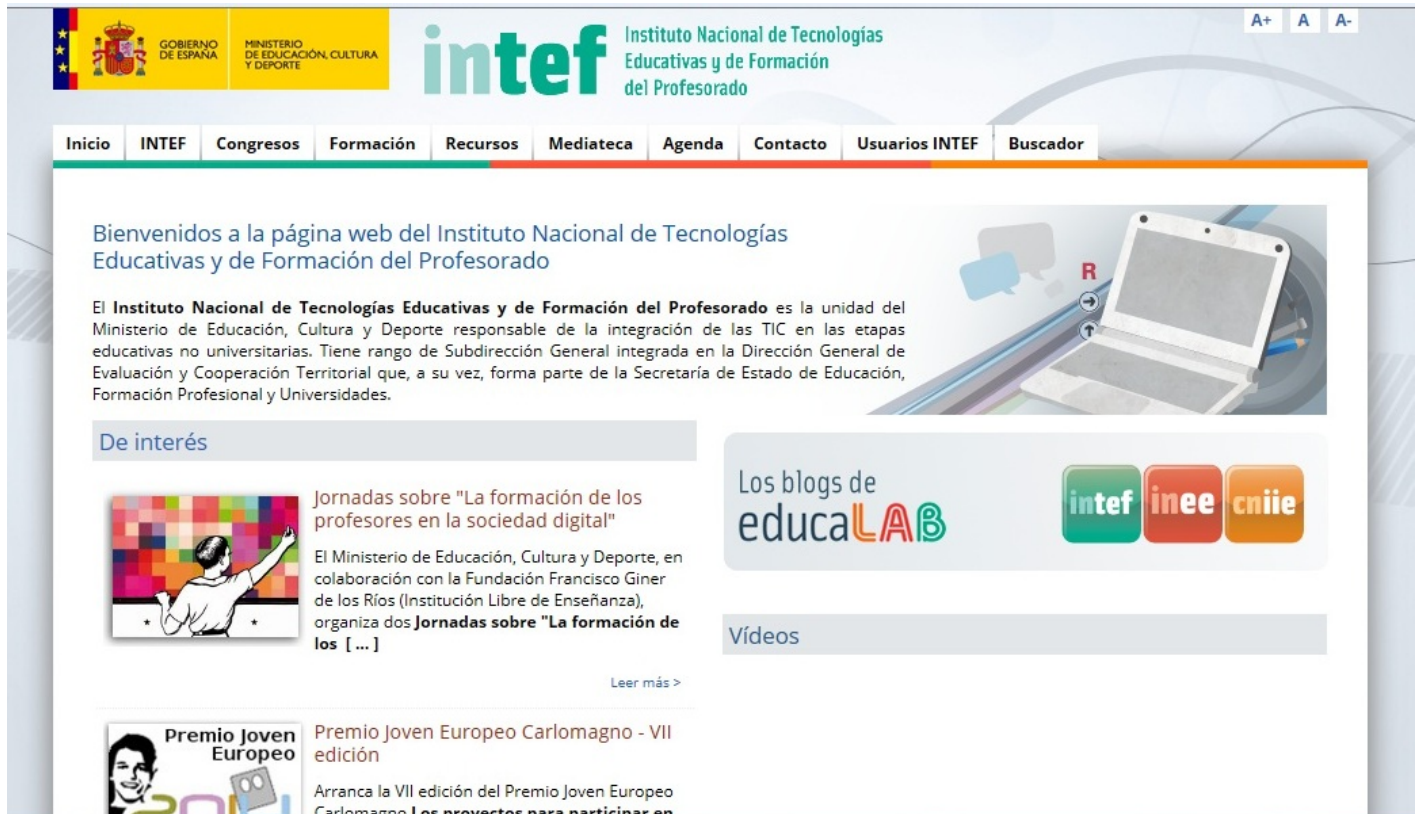 GOBIERNO
DE ESPAÑA
MINISTERIO
DE EDUCACIÓN, CULTURA
Y DEPORTE
intef
Instituto Nacional de Tecnologías
Educativas y de Formación
del Profesorado
A+ A A-
Inicio INTEF Congresos Formación Recursos Mediateca Agenda Contacto Usuarios INTEF Buscador
Bienvenidos a la página web del Instituto Nacional de Tecnologías
Educativas y de Formación del Profesorado
El Instituto Nacional de Tecnologías Educativas y de Formación del Profesorado es la unidad del
Ministerio de Educación, Cultura y Deporte responsable de la integración de las TIC en las etapas
educativas no universitarias. Tiene rango de Subdirección General integrada en la Dirección General de
Evaluación y Cooperación Territorial que, a su vez, forma parte de la Secretaría de Estado de Educación,
Formación Profesional y Universidades.
R
De interés
Jornadas sobre "La formación de los
profesores en la sociedad digital"
El Ministerio de Educación, Cultura y Deporte, en
colaboración con la Fundación Francisco Giner
de los Ríos (Institución Libre de Enseñanza),
organiza dos Jornadas sobre "La formación de
los [ ... ]
Leer más >
Premio Joven
Europeo
2014
Premio Joven Europeo Carlomagno - VII
edición
Arranca la VII edición del Premio Joven Europeo
Carlomagno Los proyectos para participar en
Los blogs de
educaLAB
intef inee cniie
Vídeos